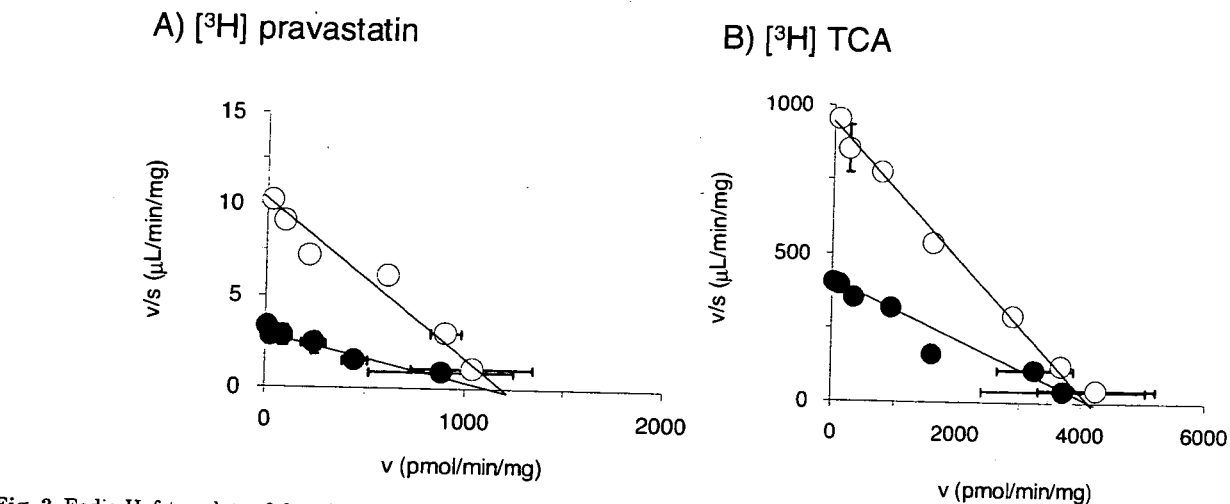 A) [³H] pravastatin
15
10
5
0
v/s (µL/min/mg)
0
1000
2000
v (pmol/min/mg)
B) [³H] TCA
1000
500
0
v/s (µL/min/mg)
0
2000
4000
6000
v (pmol/min/mg)